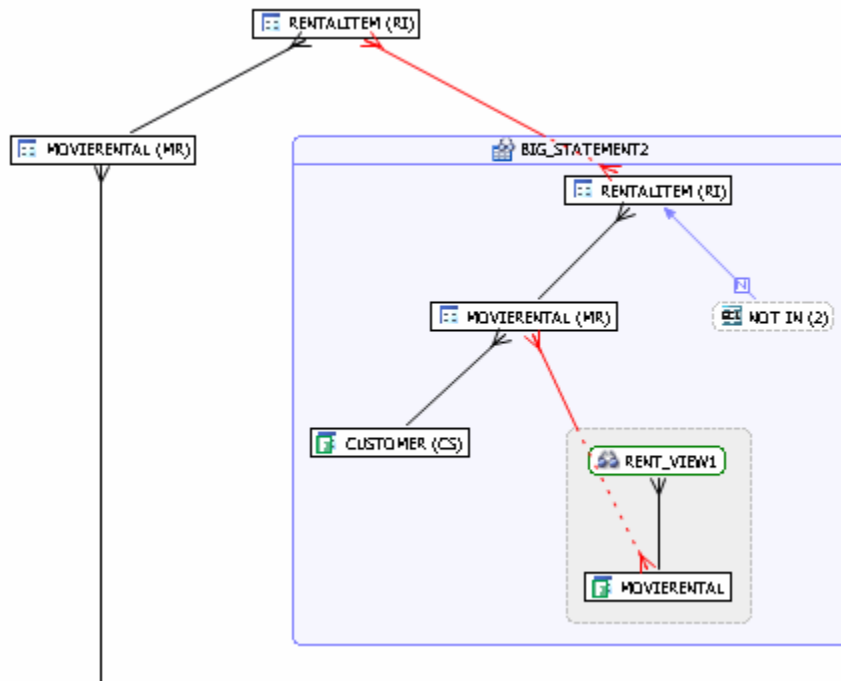 RENTALITEM (RI)
MOVIERENTAL (MR)
BIG_STATEMENT2
RENTALITEM (RI)
N
MOVIERENTAL (MR)
NOT IN (2)
CUSTOMER (CS)
RENT_VIEW1
MOVIERENTAL